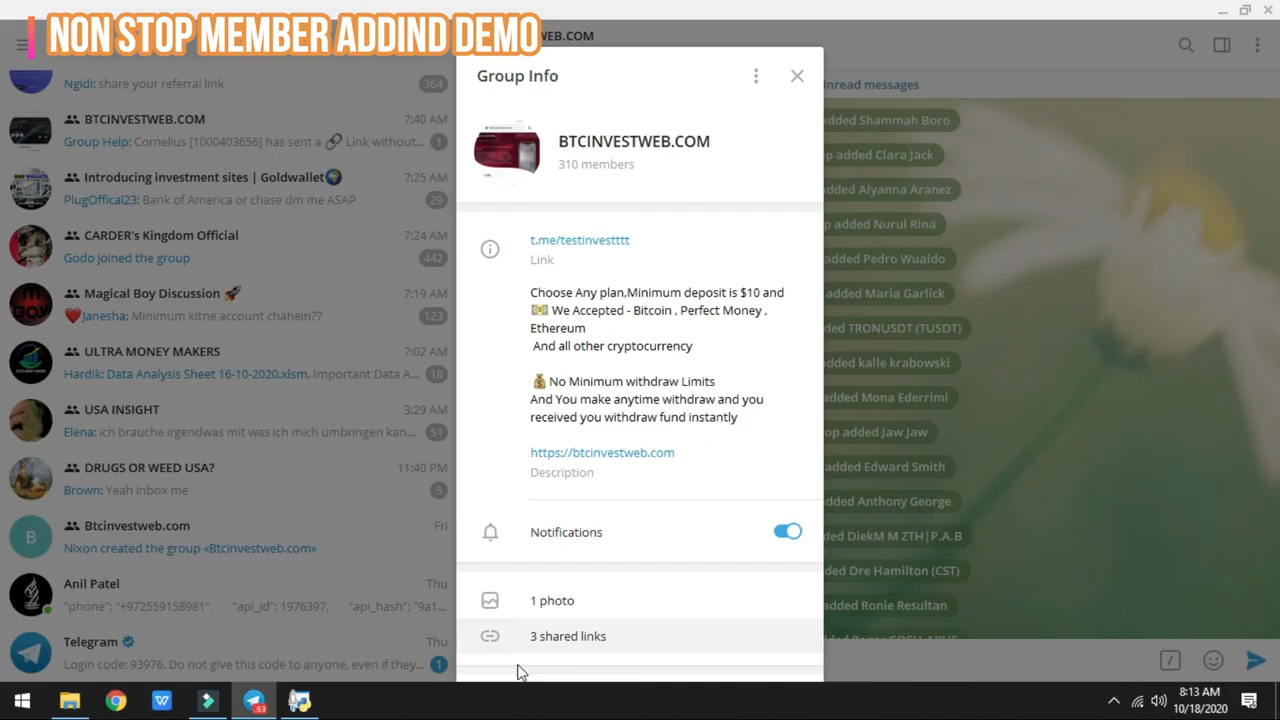 NON STOP MEMBER ADDIND DEMO
WEB.COM
Ngidi: share your referral link
364
BTCINVESTWEB.COM
7:40 AM
Group Help: Cornelius [1000403656] has sent a 🔗 Link without...
1
Introducing investment sites | Goldwallet🌍
7:25 AM
PlugOffical23: Bank of America or chase dm me ASAP
29
CARDER's Kingdom Official
7:24 AM
Godo joined the group
442
Magical Boy Discussion 🚀
7:19 AM
❤️Janesha: Minimum kitne account chahein??
123
ULTRA MONEY MAKERS
7:02 AM
Hardik: Data Analysis Sheet 16-10-2020.xlsm, Important Data A...
18
USA INSIGHT
3:29 AM
Elena: ich brauche irgendwas mit was ich mich umbringen kan...
51
DRUGS OR WEED USA?
11:40 PM
Brown: Yeah inbox me
5
B
Btcinvestweb.com
Fri
Nixon created the group «Btcinvestweb.com»
Anil Patel
Thu
"phone": "+972559158981", "api_id": 1976397, "api_hash": "9a1...
Telegram
Thu
Login code: 93976. Do not give this code to anyone, even if they...
1
Group Info
BTCINVESTWEB.COM
310 members
t.me/testinvestttt
Link
Choose Any plan,Minimum deposit is $10 and
💵 We Accepted - Bitcoin , Perfect Money ,
Ethereum
And all other cryptocurrency
💰No Minimum withdraw Limits
And You make anytime withdraw and you
received you withdraw fund instantly
https://btcinvestweb.com
Description
Notifications
1 photo
3 shared links
Unread messages
added Shammah Boro
op added Clara Jack
added Alyanna Aranez
added Nurul Rina
added Pedro Wualdo
added Maria Garlick
added TRONUSDT (TUSDT)
added kalle krabowski
added Mona Ederrimi
op added Jaw Jaw
added Edward Smith
added Anthony George
added DiekM M ZTH|P.A.B
added Dre Hamilton (CST)
added Ronie Resultan
93
8:13 AM
10/18/2020